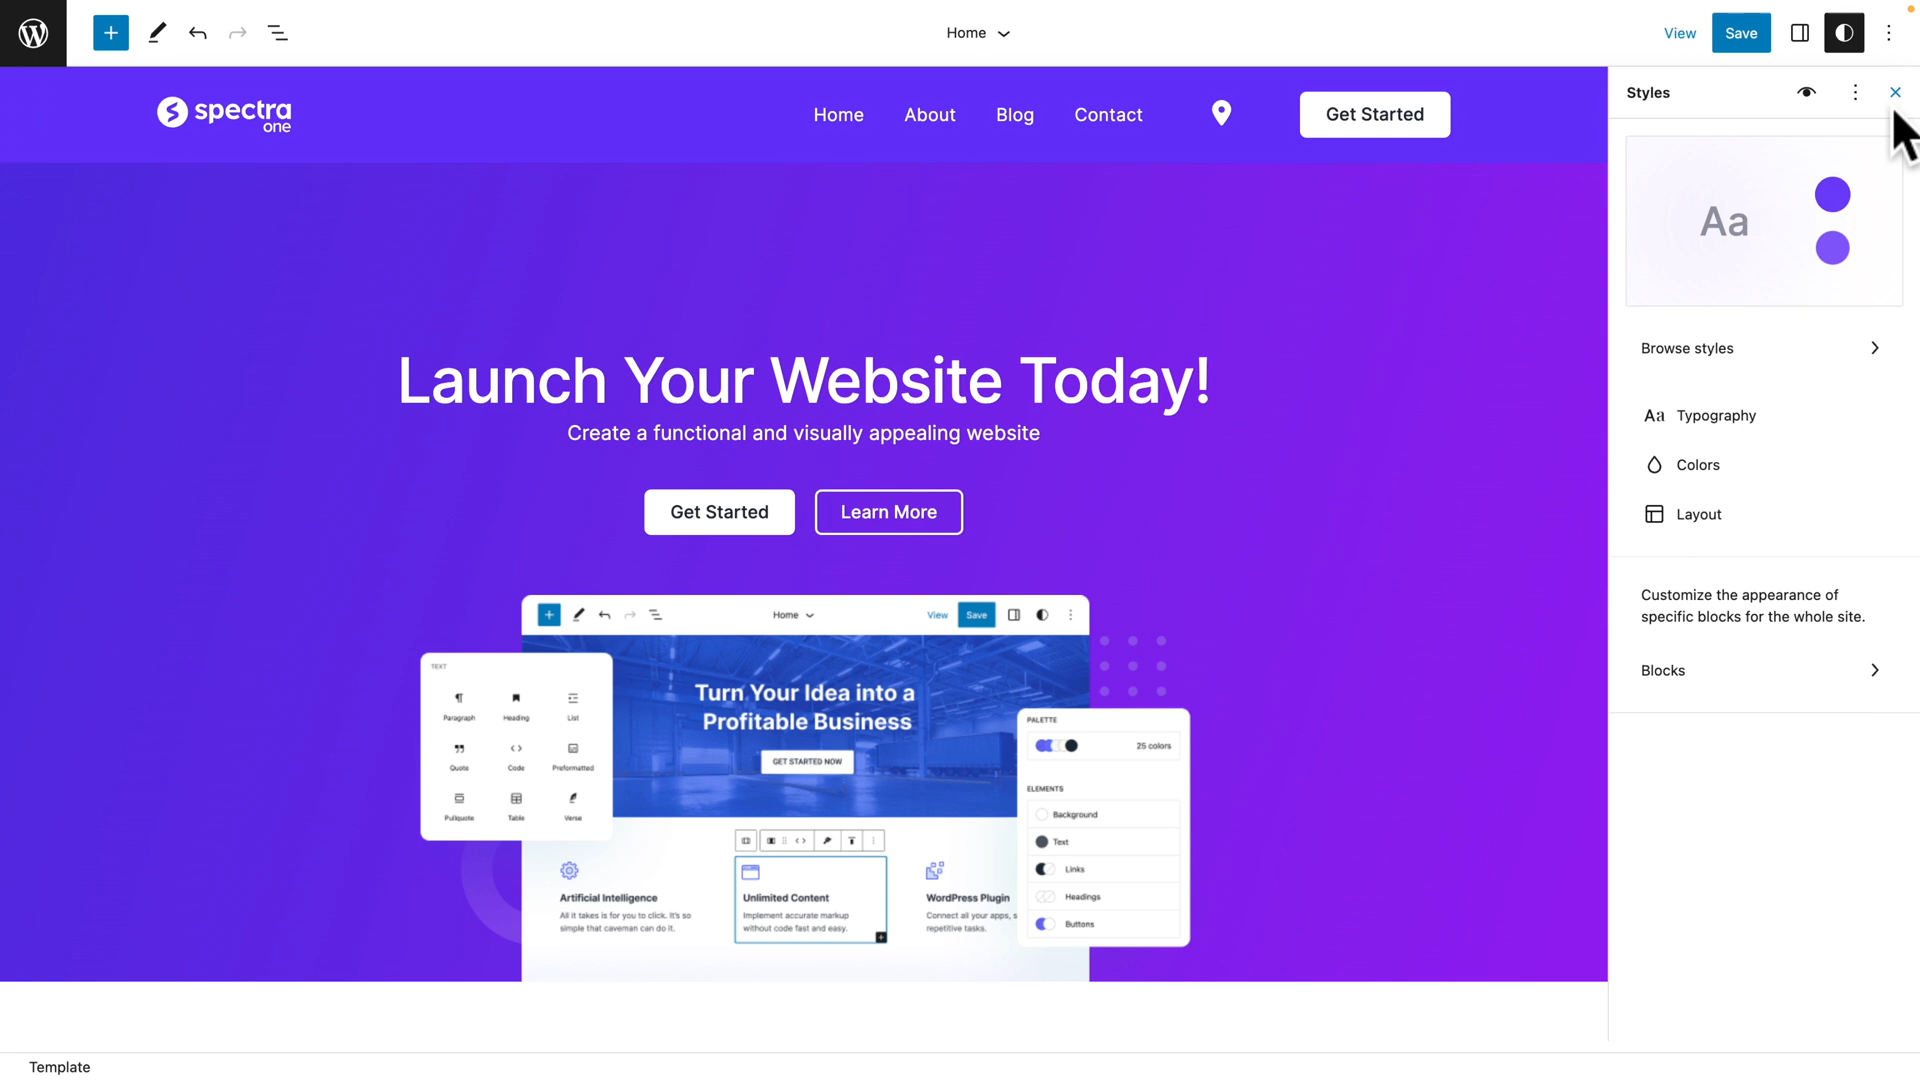 Home
View
Save
spectra
one
Home
About
Blog
Contact
Get Started
Styles
Aa
Browse styles
Aa Typography
Colors
Layout
Customize the appearance of
specific blocks for the whole site.
Blocks
Launch Your Website Today!
Create a functional and visually appealing website
Get Started
Learn More
Home
View
Save
TEXT
Paragraph
Heading
List
Quote
Code
Preformatted
Pullquote
Table
Verse
Turn Your Idea into a
Profitable Business
GET STARTED NOW
PALETTE
25 colors
ELEMENTS
Background
Text
Links
Headings
Buttons
Artificial Intelligence
All it takes is for you to click. It's so
simple that caveman can do it.
Unlimited Content
Implement accurate markup
without code fast and easy.
WordPress Plugin
Connect all your apps, s
repetitive tasks.
Template